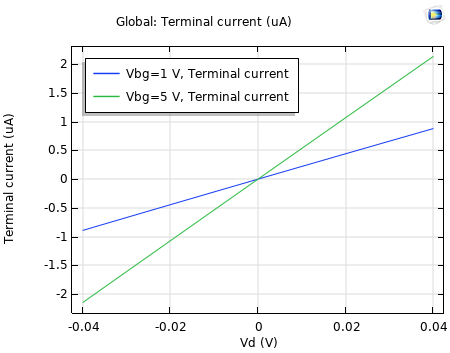 Global: Terminal current (uA)
Vbg=1 V, Terminal current
Vbg=5 V, Terminal current
2
1.5
1
0.5
0
-0.5
-1
-1.5
-2
Terminal current (uA)
-0.04 -0.02 0 0.02 0.04
Vd (V)